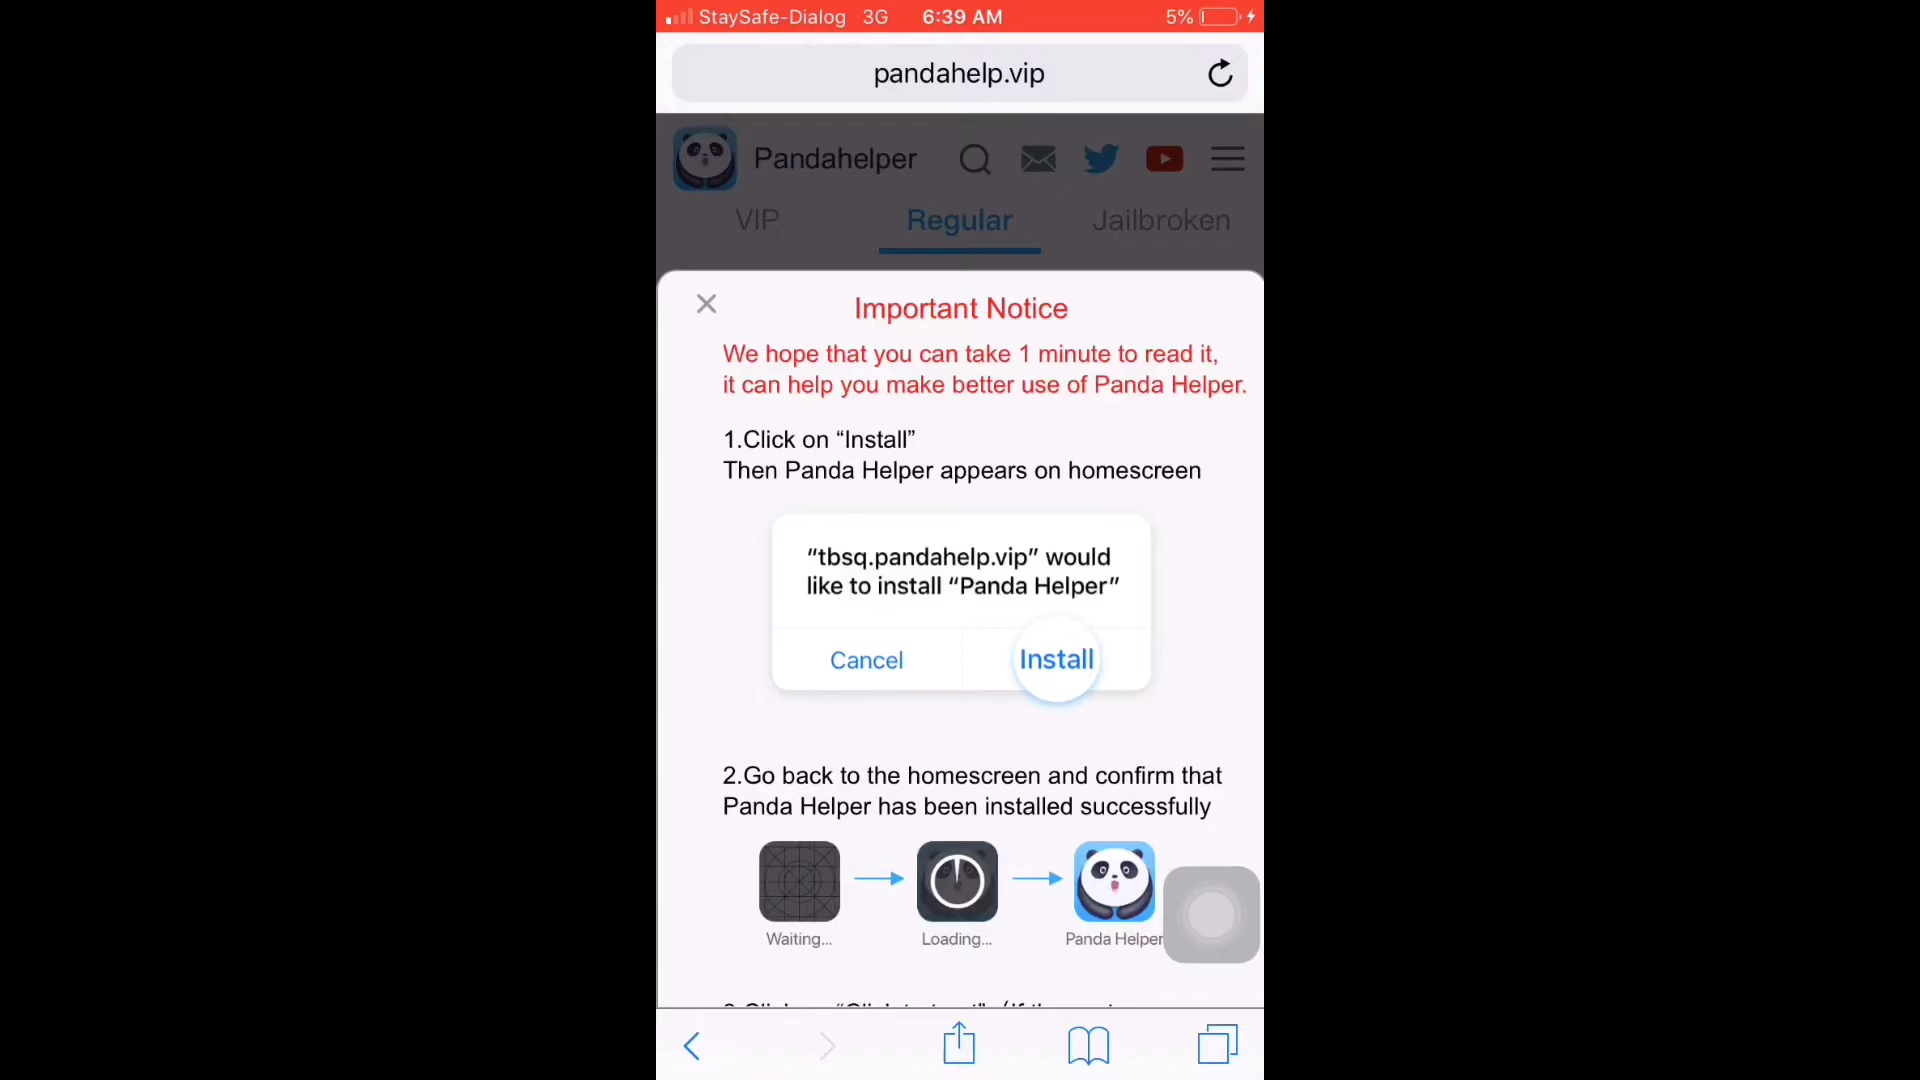 StaySafe-Dialog 3G 6:39 AM 5%
pandahelp.vip
Pandahelper
VIP Regular Jailbroken
Important Notice
We hope that you can take 1 minute to read it,
it can help you make better use of Panda Helper.
1.Click on “Install”
Then Panda Helper appears on homescreen
“tbsq.pandahelp.vip” would
like to install “Panda Helper”
Cancel Install
2.Go back to the homescreen and confirm that
Panda Helper has been installed successfully
Waiting... Loading... Panda Helper